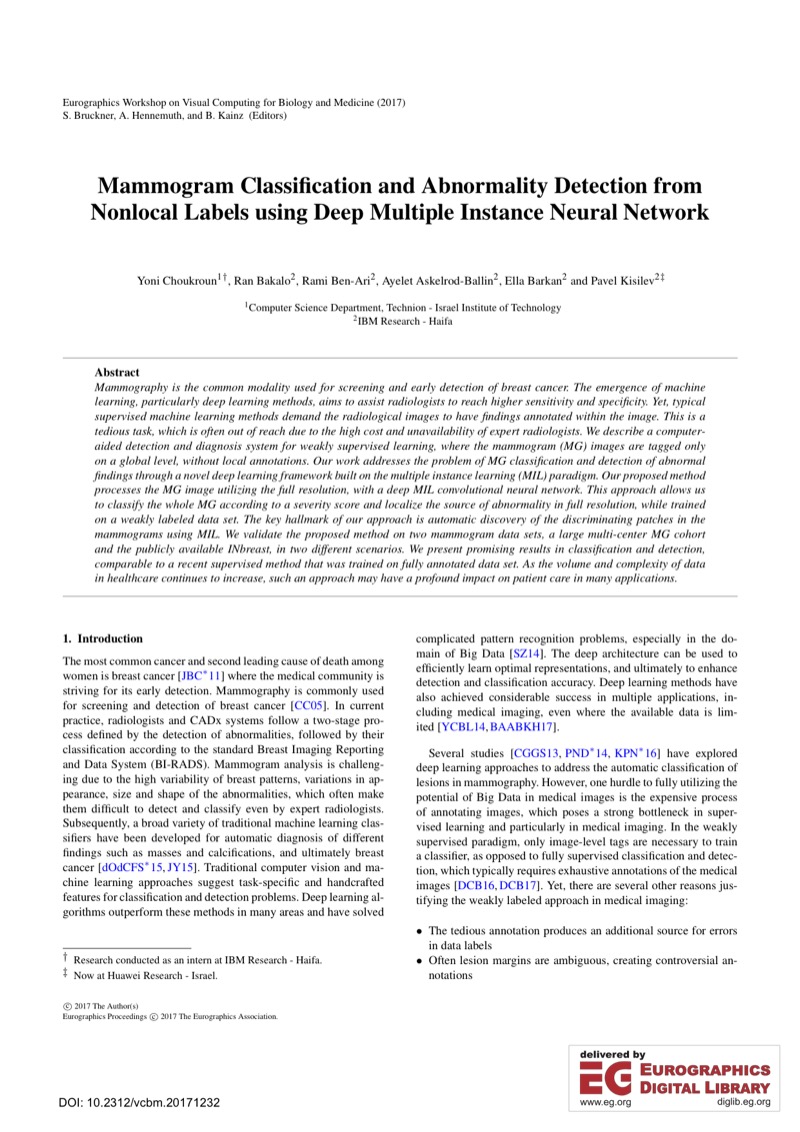 Eurographics Workshop on Visual Computing for Biology and Medicine (2017)
S. Bruckner, A. Hennemuth, and B. Kainz (Editors)
Mammogram Classification and Abnormality Detection from
Nonlocal Labels using Deep Multiple Instance Neural Network
Yoni Choukroun1†, Ran Bakalo2, Rami Ben-Ari2, Ayelet Askelrod-Ballin2, Ella Barkan2 and Pavel Kisilev2‡
1Computer Science Department, Technion - Israel Institute of Technology
2IBM Research - Haifa
Abstract
Mammography is the common modality used for screening and early detection of breast cancer. The emergence of machine
learning, particularly deep learning methods, aims to assist radiologists to reach higher sensitivity and specificity. Yet, typical
supervised machine learning methods demand the radiological images to have findings annotated within the image. This is a
tedious task, which is often out of reach due to the high cost and unavailability of expert radiologists. We describe a computer-
aided detection and diagnosis system for weakly supervised learning, where the mammogram (MG) images are tagged only
on a global level, without local annotations. Our work addresses the problem of MG classification and detection of abnormal
findings through a novel deep learning framework built on the multiple instance learning (MIL) paradigm. Our proposed method
processes the MG image utilizing the full resolution, with a deep MIL convolutional neural network. This approach allows us
to classify the whole MG according to a severity score and localize the source of abnormality in full resolution, while trained
on a weakly labeled data set. The key hallmark of our approach is automatic discovery of the discriminating patches in the
mammograms using MIL. We validate the proposed method on two mammogram data sets, a large multi-center MG cohort
and the publicly available INbreast, in two different scenarios. We present promising results in classification and detection,
comparable to a recent supervised method that was trained on fully annotated data set. As the volume and complexity of data
in healthcare continues to increase, such an approach may have a profound impact on patient care in many applications.
1. Introduction
The most common cancer and second leading cause of death among
women is breast cancer [JBC*11] where the medical community is
striving for its early detection. Mammography is commonly used
for screening and detection of breast cancer [CC05]. In current
practice, radiologists and CADx systems follow a two-stage pro-
cess defined by the detection of abnormalities, followed by their
classification according to the standard Breast Imaging Reporting
and Data System (BI-RADS). Mammogram analysis is challeng-
ing due to the high variability of breast patterns, variations in ap-
pearance, size and shape of the abnormalities, which often make
them difficult to detect and classify even by expert radiologists.
Subsequently, a broad variety of traditional machine learning clas-
sifiers have been developed for automatic diagnosis of different
findings such as masses and calcifications, and ultimately breast
cancer [dOdCFS*15, JY15]. Traditional computer vision and ma-
chine learning approaches suggest task-specific and handcrafted
features for classification and detection problems. Deep learning al-
gorithms outperform these methods in many areas and have solved
† Research conducted as an intern at IBM Research - Haifa.
‡ Now at Huawei Research - Israel.
© 2017 The Author(s)
Eurographics Proceedings © 2017 The Eurographics Association.
complicated pattern recognition problems, especially in the do-
main of Big Data [SZ14]. The deep architecture can be used to
efficiently learn optimal representations, and ultimately to enhance
detection and classification accuracy. Deep learning methods have
also achieved considerable success in multiple applications, in-
cluding medical imaging, even where the available data is lim-
ited [YCBL14, BAABKH17].
Several studies [CGGS13, PND*14, KPN*16] have explored
deep learning approaches to address the automatic classification of
lesions in mammography. However, one hurdle to fully utilizing the
potential of Big Data in medical images is the expensive process
of annotating images, which poses a strong bottleneck in super-
vised learning and particularly in medical imaging. In the weakly
supervised paradigm, only image-level tags are necessary to train
a classifier, as opposed to fully supervised classification and detec-
tion, which typically requires exhaustive annotations of the medical
images [DCB16, DCB17]. Yet, there are several other reasons jus-
tifying the weakly labeled approach in medical imaging:
• The tedious annotation produces an additional source for errors
in data labels
• Often lesion margins are ambiguous, creating controversial an-
notations
DOI: 10.2312/vcbm.20171232
delivered by
EG EUROGRAPHICS
DIGITAL LIBRARY
www.eg.org diglib.eg.org